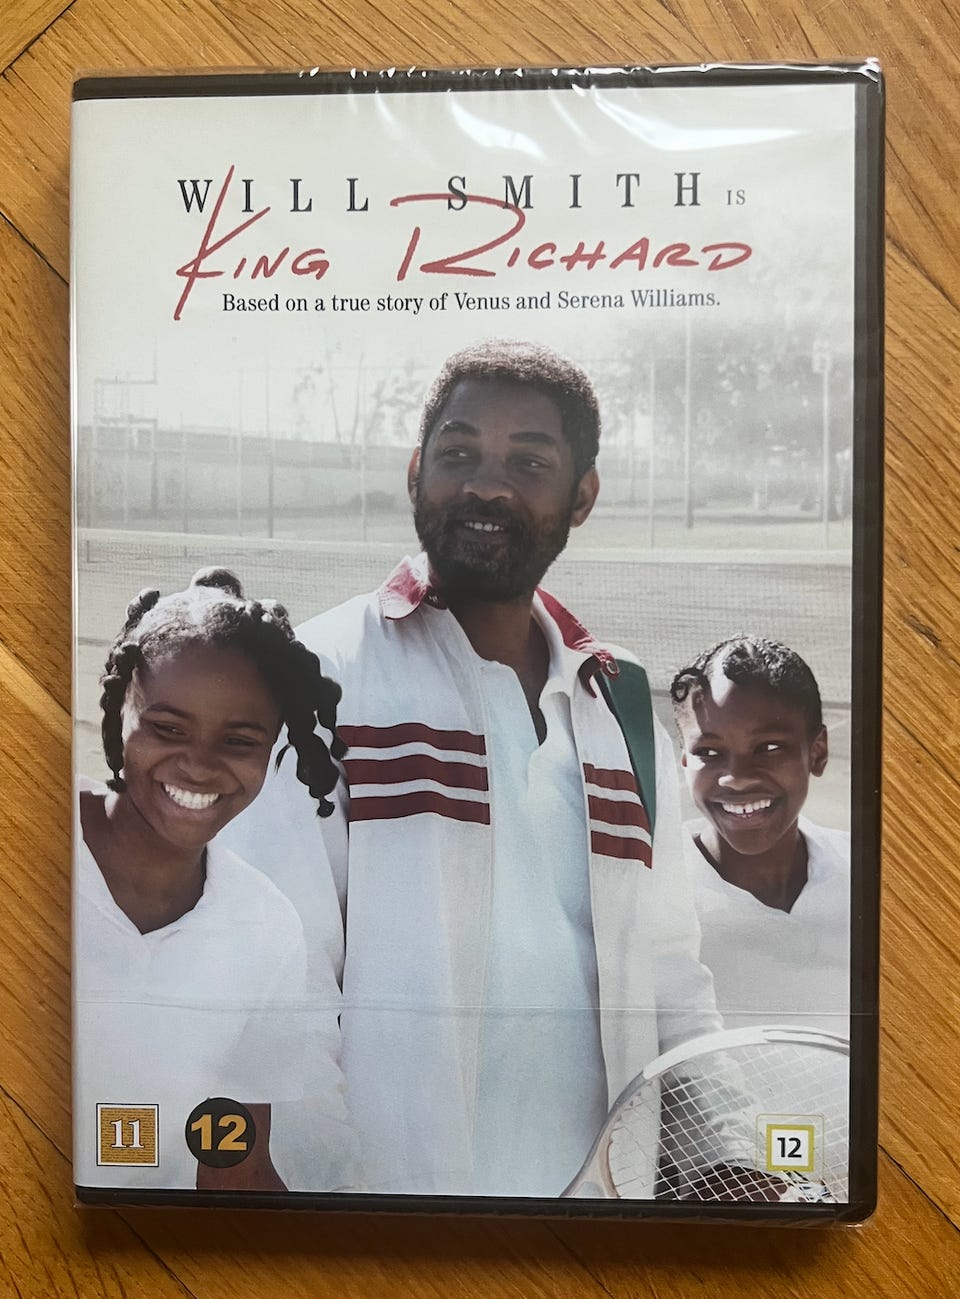 WILL SMITH IS
KING RICHARD
Based on a true story of Venus and Serena Williams.
11 12 12